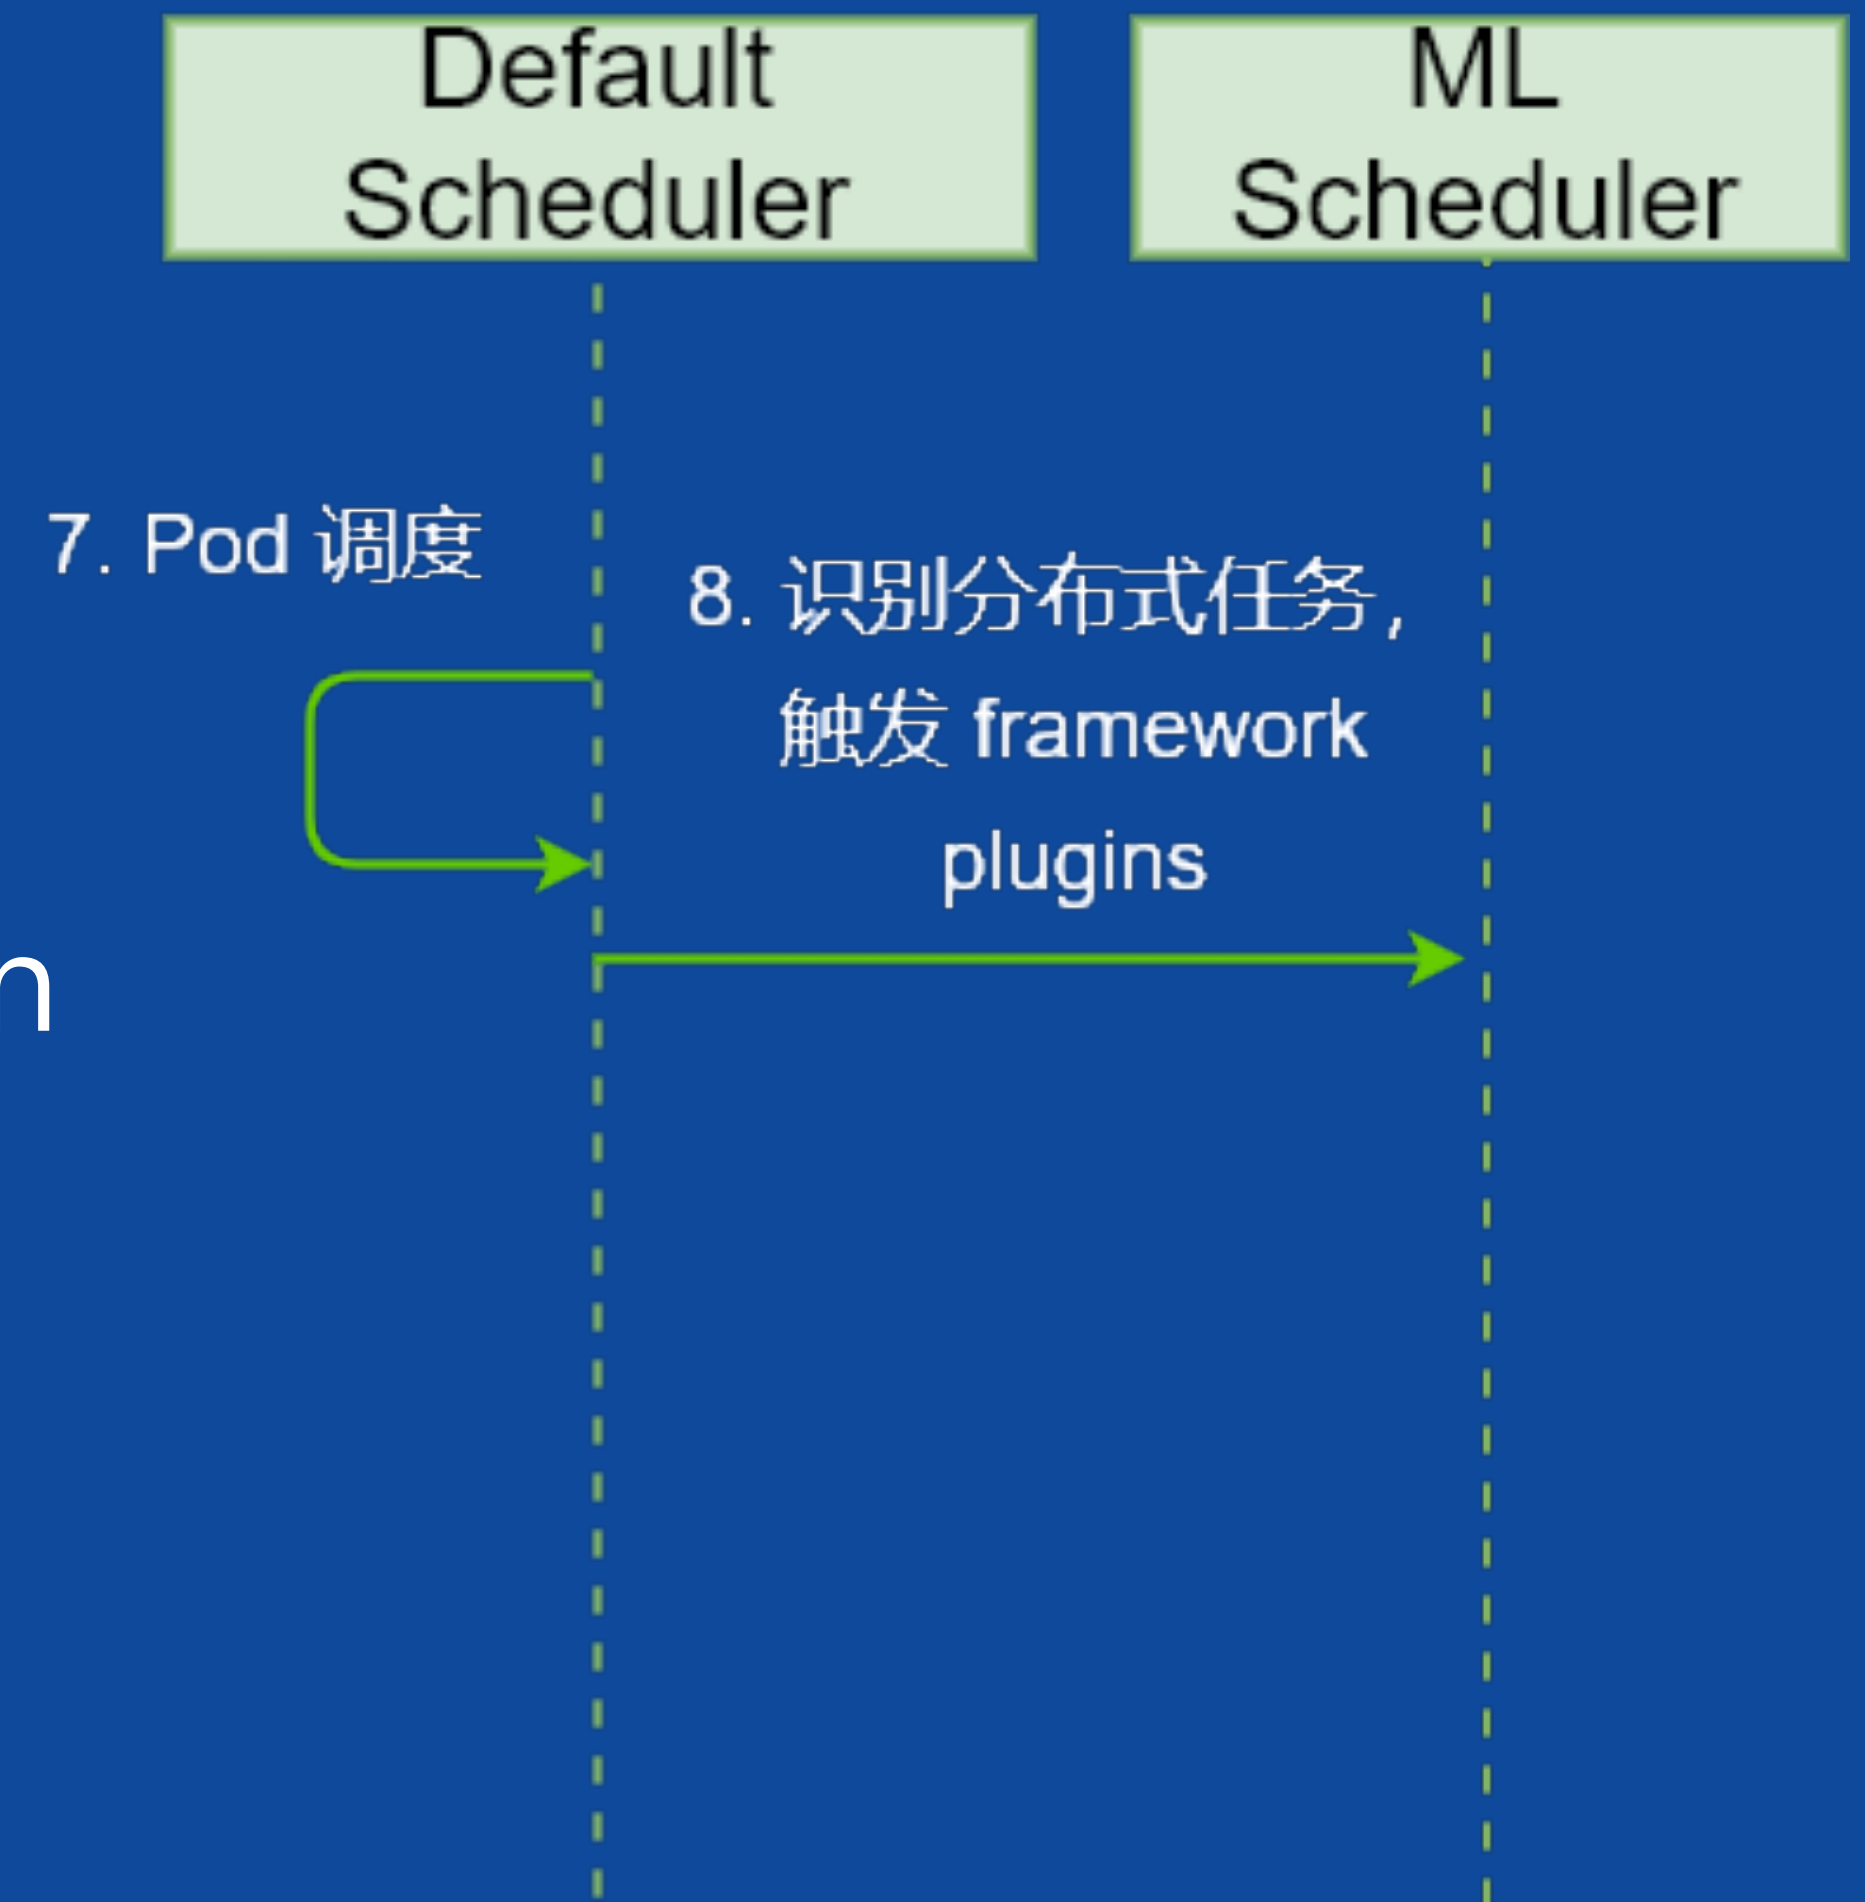 Default
Scheduler
ML
Scheduler
7. Pod 调度
8. 识别分布式任务，
触发 framework
plugins
n